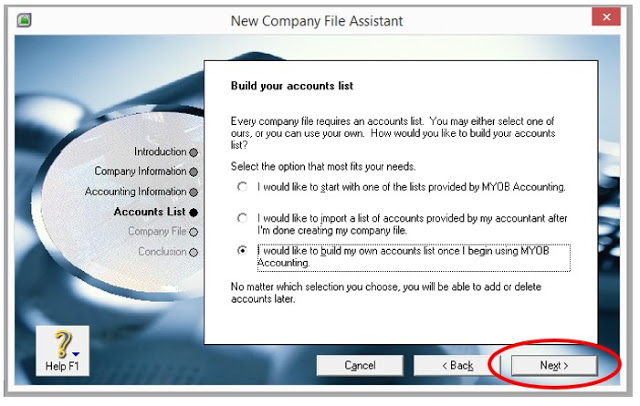 New Company File Assistant
Build your accounts list
Every company file requires an accounts list. You may either select one of
ours, or you can use your own. How would you like to build your accounts
list?
Select the option that most fits your needs.
I would like to start with one of the lists provided by MYOB Accounting.
I would like to import a list of accounts provided by my accountant after
I'm done creating my company file.
I would like to build my own accounts list once I begin using MYOB
Accounting.
No matter which selection you choose, you will be able to add or delete
accounts later.
Introduction
Company Information
Accounting Information
Accounts List
Company File
Conclusion
Help F1
Cancel
< Back
Next >